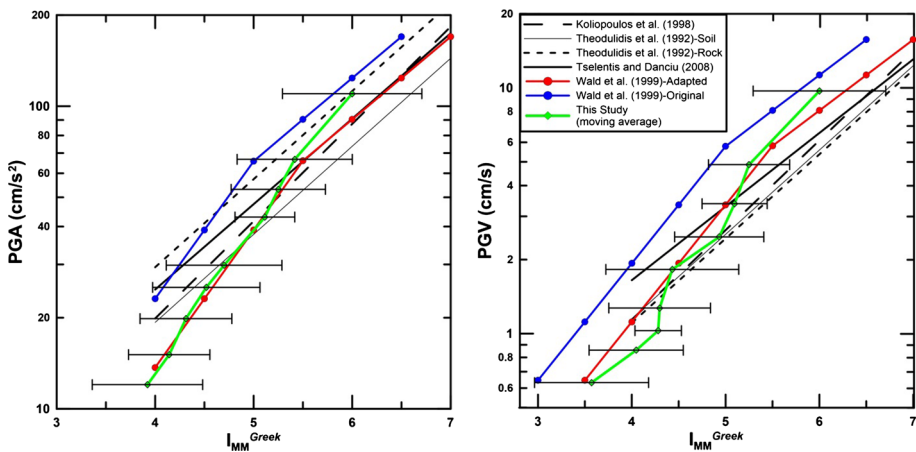 200
100
80
60
40
20
10
PGA (cm/s²)
3
4
5
6
7
I_MM^Greek
20
10
8
6
4
2
1
0.8
0.6
PGV (cm/s)
3
4
5
6
7
I_MM^Greek
Koliopoulos et al. (1998)
Theodulidis et al. (1992)-Soil
Theodulidis et al. (1992)-Rock
Tselentis and Danciu (2008)
Wald et al. (1999)-Adapted
Wald et al. (1999)-Original
This Study
(moving average)